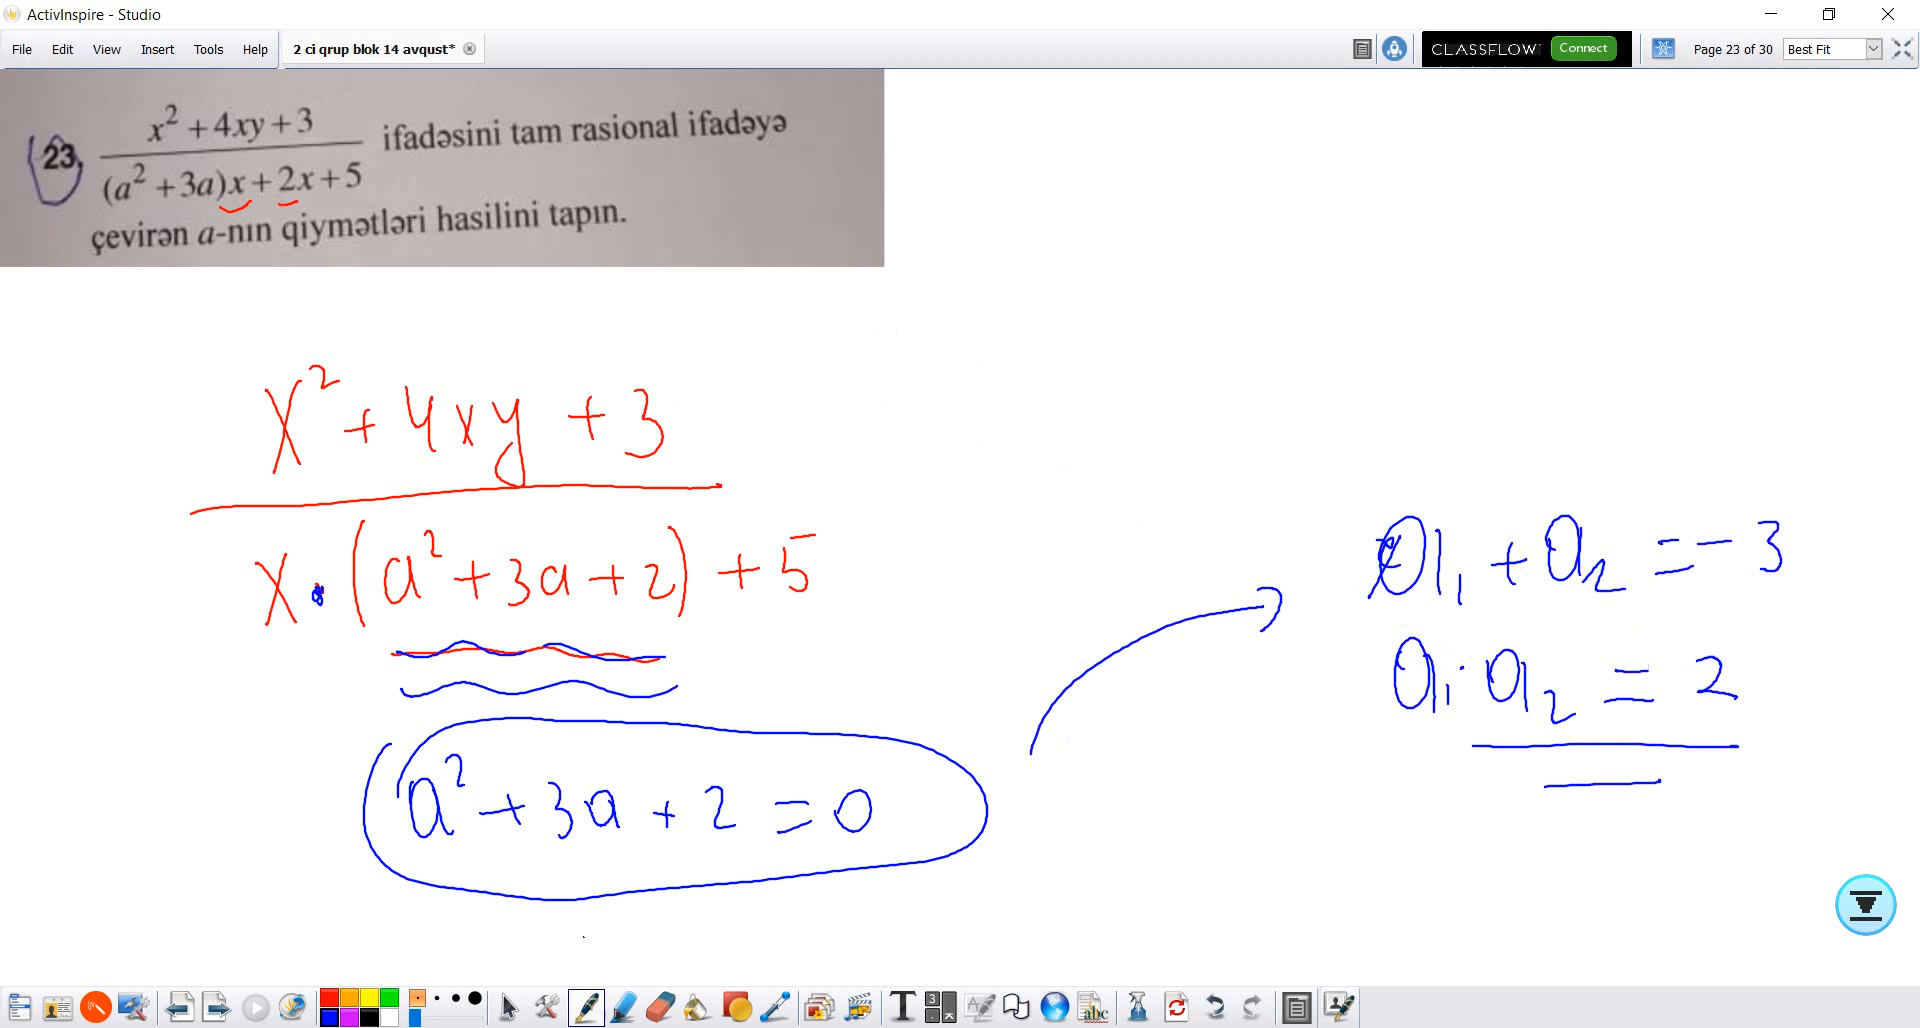 ActivInspire - Studio
File Edit View Insert Tools Help 2 ci qrup blok 14 avqust* CLASSFLOW Connect Page 23 of 30 Best Fit
23. x² + 4xy + 3 / (a² + 3a)x + 2x + 5 ifadəsini tam rasional ifadəyə
çevirən a-nın qiymətləri hasilini tapın.
x² + 4xy + 3
x · (a² + 3a + 2) + 5
a² + 3a + 2 = 0
a₁ + a₂ = -3
a₁ · a₂ = 2